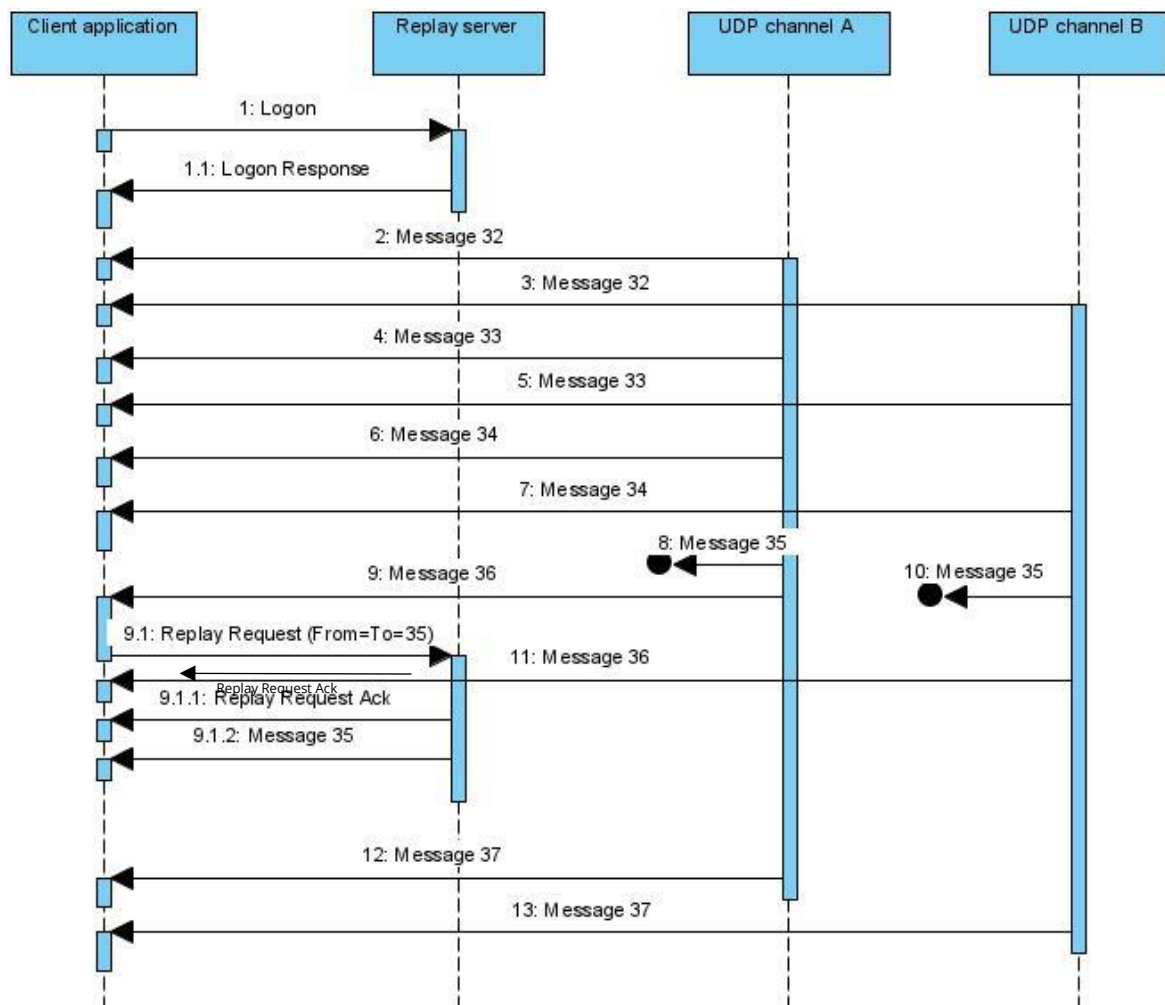 Client application
Replay server
UDP channel A
UDP channel B
1: Logon
1.1: Logon Response
2: Message 32
3: Message 32
4: Message 33
5: Message 33
6: Message 34
7: Message 34
8: Message 35
10: Message 35
9: Message 36
9.1: Replay Request (From=To=35)
11: Message 36
Replay Request Ack
9.1.1: Replay Request Ack
9.1.2: Message 35
12: Message 37
13: Message 37